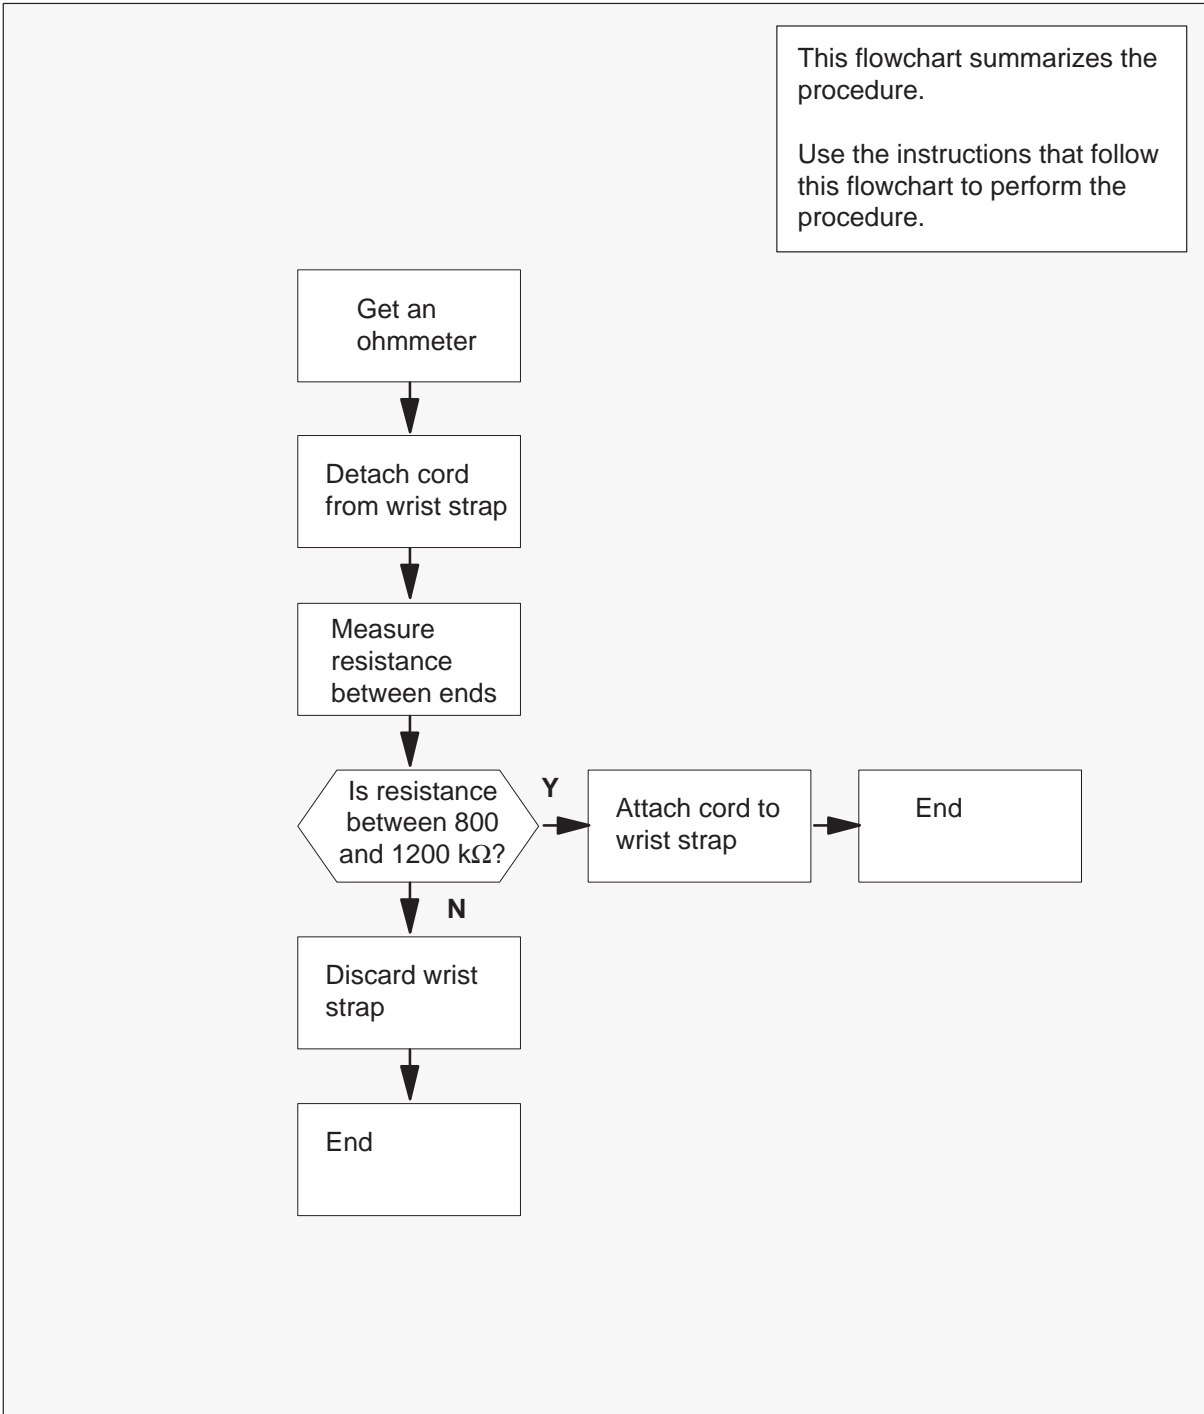 This flowchart summarizes the
procedure.
Use the instructions that follow
this flowchart to perform the
procedure.
Get an
ohmmeter
Detach cord
from wrist strap
Measure
resistance
between ends
Is resistance
between 800
and 1200 kΩ?
Y
Attach cord to
wrist strap
End
N
Discard wrist
strap
End